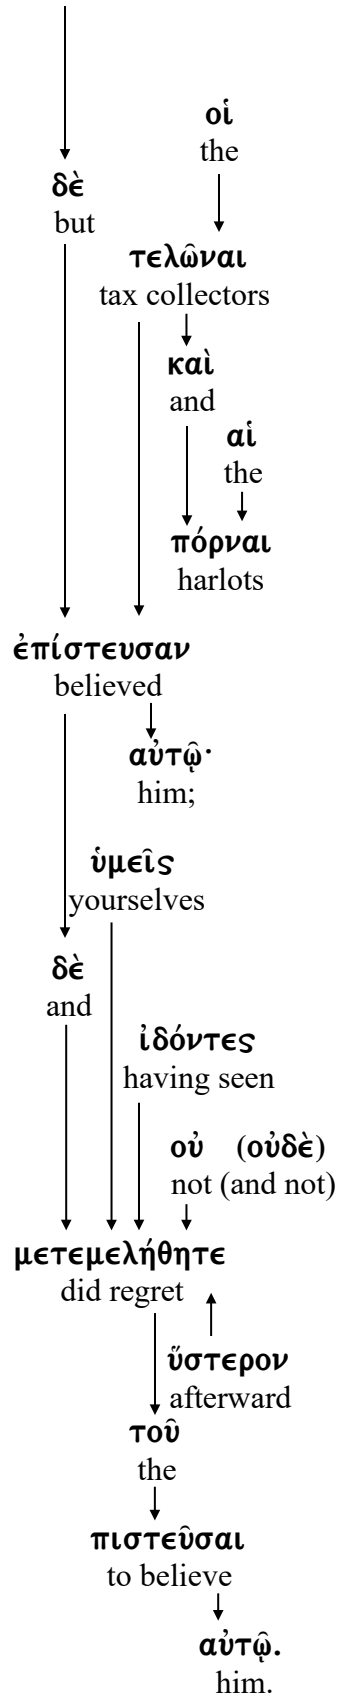 οἱ
the
δὲ
but
τελῶναι
tax collectors
καὶ
and
αἱ
the
πόρναι
harlots
ἐπίστευσαν
believed
αὐτῷ·
him;
ὑμεῖς
yourselves
δὲ
and
ἰδόντες
having seen
οὐ (οὐδὲ)
not (and not)
μετεμελήθητε
did regret
ὕστερον
afterward
τοῦ
the
πιστεῦσαι
to believe
αὐτῷ.
him.